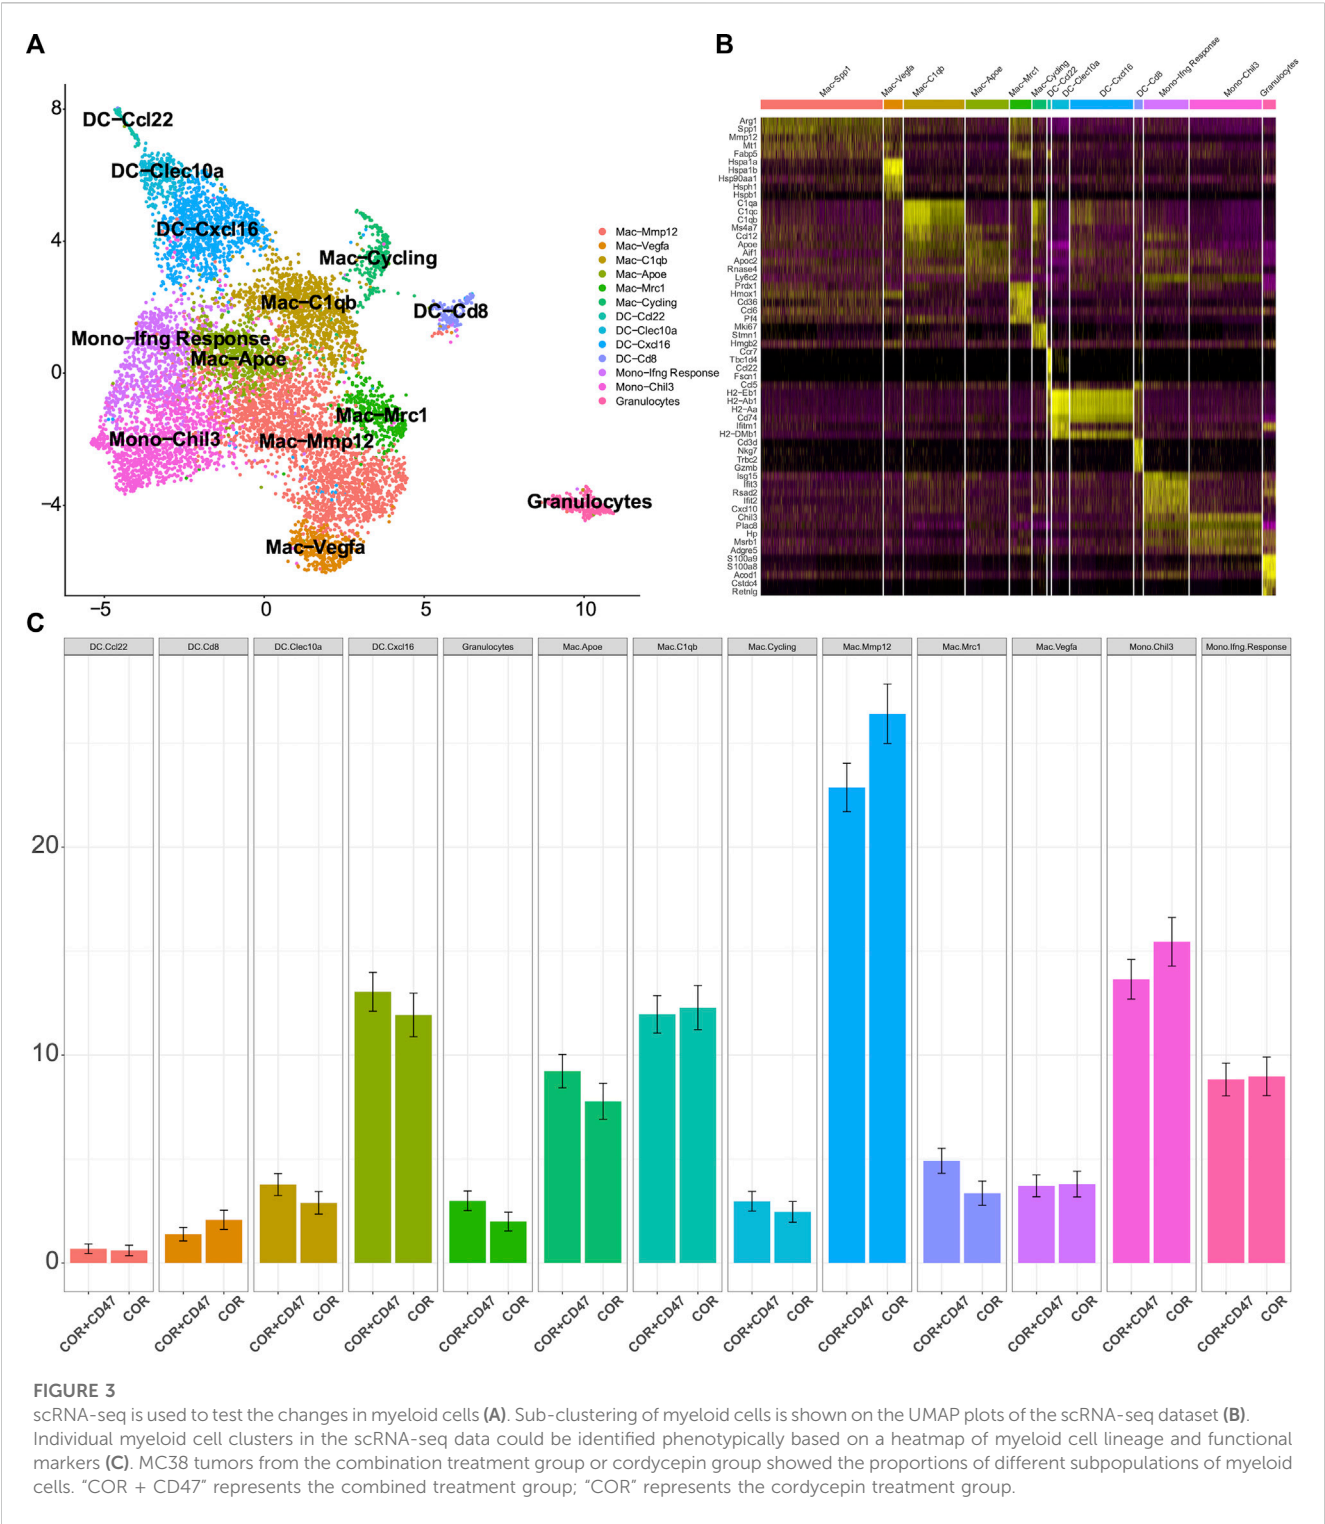 A
8
4
0
−4
−5
0
5
10
DC−Ccl22
DC−Clec10a
DC−Cxcl16
Mac−Cycling
Mac−C1qb
DC−Cd8
Mono−Ifng Response
Mac−Apoe
Mac−Mrc1
Mono−Chil3
Mac−Mmp12
Granulocytes
Mac−Vegfa
Mac−Mmp12
Mac−Vegfa
Mac−C1qb
Mac−Apoe
Mac−Mrc1
Mac−Cycling
DC−Ccl22
DC−Clec10a
DC−Cxcl16
DC−Cd8
Mono−Ifng Response
Mono−Chil3
Granulocytes
B
Mac−Spp1
Mac−Vegfa
Mac−C1qb
Mac−Apoe
Mac−Mrc1
Mac−Cycling
DC−Ccl22
DC−Clec10a
DC−Cxcl16
DC−Cd8
Mono−Ifng Response
Mono−Chil3
Granulocytes
Arg1
Spp1
Mmp12
Mt1
Fabp5
Hspa1a
Hspa1b
Hsp90aa1
Hsph1
Hspb1
C1qa
C1qc
C1qb
Ms4a7
Ccl12
Apoe
Aif1
Apoc2
Rnase4
Ly6c2
Prdx1
Hmox1
Cd36
Ccl6
Pf4
Mki67
Stmn1
Hmgb2
Ccr7
Tbc1d4
Ccl22
Fscn1
Ccl5
H2−Eb1
H2−Ab1
H2−Aa
Cd74
Ifitm1
H2−DMb1
Cd3d
Nkg7
Trbc2
Gzmb
Isg15
Ifit3
Rsad2
Ifit2
Cxcl10
Chil3
Plac8
Hp
Msrb1
Adgre5
S100a9
S100a8
Acod1
Cstdc4
Retnlg
C
DC.Ccl22
DC.Cd8
DC.Clec10a
DC.Cxcl16
Granulocytes
Mac.Apoe
Mac.C1qb
Mac.Cycling
Mac.Mmp12
Mac.Mrc1
Mac.Vegfa
Mono.Chil3
Mono.Ifng.Response
20
10
0
COR+CD47
COR
COR+CD47
COR
COR+CD47
COR
COR+CD47
COR
COR+CD47
COR
COR+CD47
COR
COR+CD47
COR
COR+CD47
COR
COR+CD47
COR
COR+CD47
COR
COR+CD47
COR
COR+CD47
COR
COR+CD47
COR
FIGURE 3
scRNA-seq is used to test the changes in myeloid cells (A). Sub-clustering of myeloid cells is shown on the UMAP plots of the scRNA-seq dataset (B).
Individual myeloid cell clusters in the scRNA-seq data could be identified phenotypically based on a heatmap of myeloid cell lineage and functional
markers (C). MC38 tumors from the combination treatment group or cordycepin group showed the proportions of different subpopulations of myeloid
cells. “COR + CD47” represents the combined treatment group; “COR” represents the cordycepin treatment group.